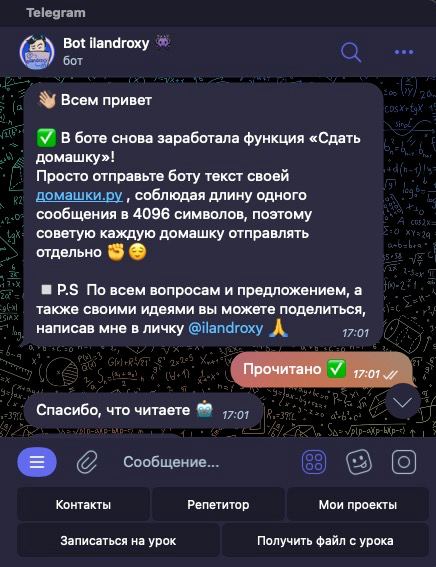 Telegram
Bot ilandroxy 👾
бот
👋🏼 Всем привет
✅ В боте снова заработала функция «Сдать
домашку»!
Просто отправьте боту текст своей
домашки.ру , соблюдая длину одного
сообщения в 4096 символов, поэтому
советую каждую домашку отправлять
отдельно ✊😌
◽P.S По всем вопросам и предложением, а
также своими идеями вы можете поделиться,
написав мне в личку @ilandroxy 🙏
17:01
Прочитано ✅ 17:01
Спасибо, что читаете 🤖 17:01
Сообщение...
Контакты
Репетитор
Мои проекты
Записаться на урок
Получить файл с урока